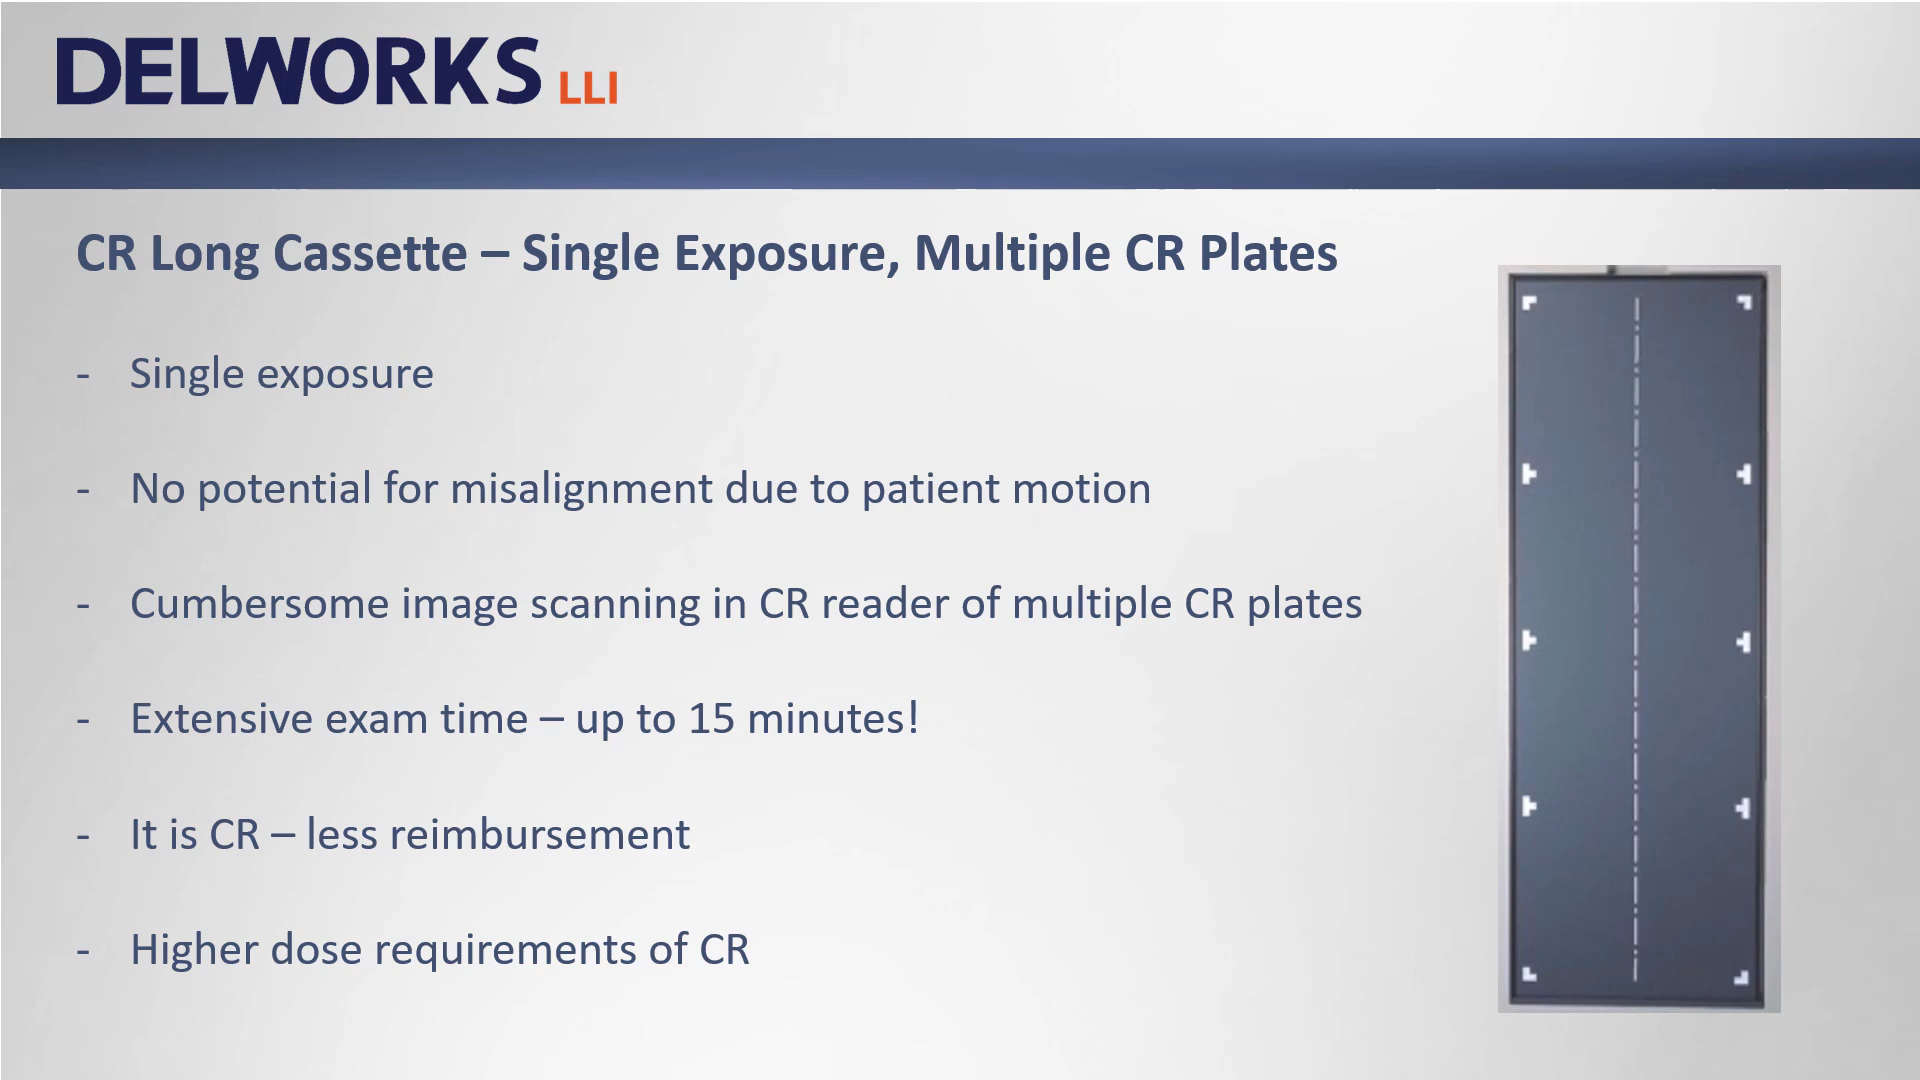 DELWORKS LLI
CR Long Cassette – Single Exposure, Multiple CR Plates
- Single exposure
- No potential for misalignment due to patient motion
- Cumbersome image scanning in CR reader of multiple CR plates
- Extensive exam time – up to 15 minutes!
- It is CR – less reimbursement
- Higher dose requirements of CR